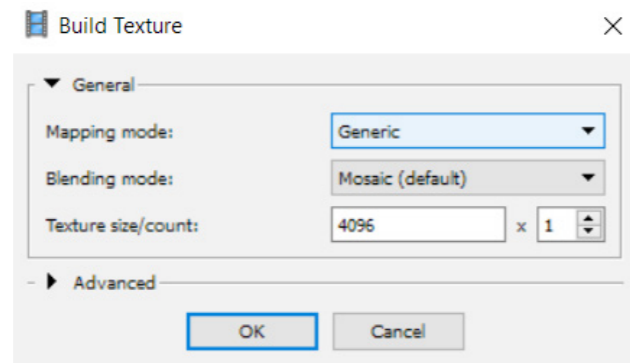 Build Texture
General
Mapping mode: Generic
Blending mode: Mosaic (default)
Texture size/count: 4096 x 1
Advanced
OK Cancel